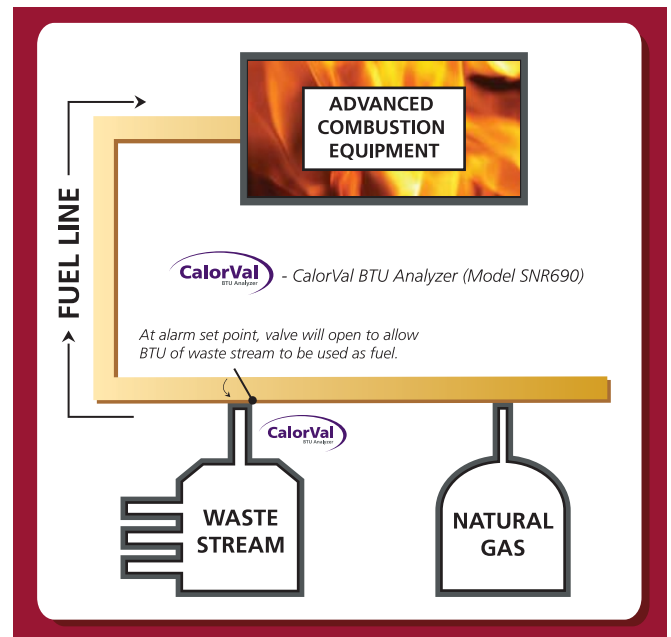 ADVANCED
COMBUSTION
EQUIPMENT
FUEL LINE
CalorVal
BTU Analyzer
- CalorVal BTU Analyzer (Model SNR690)
At alarm set point, valve will open to allow
BTU of waste stream to be used as fuel.
CalorVal
BTU Analyzer
WASTE
STREAM
NATURAL
GAS